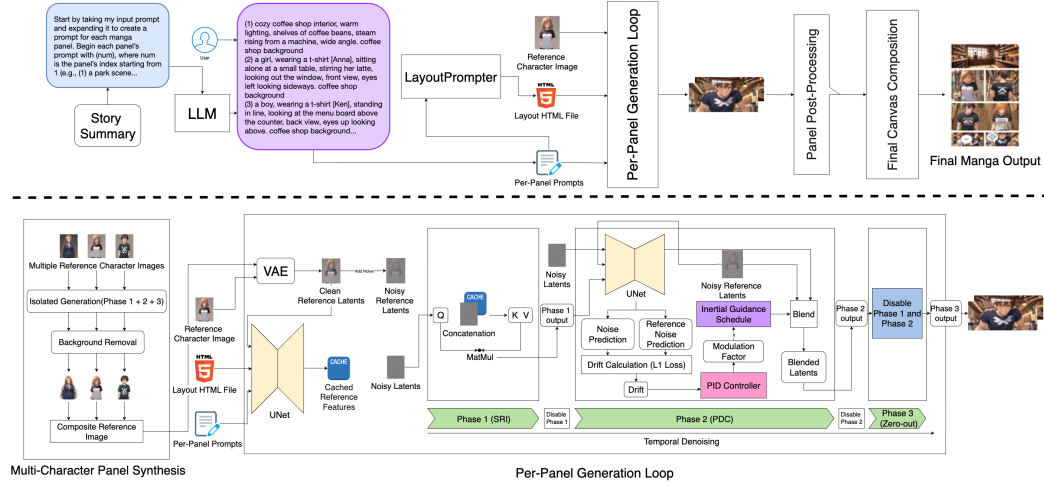 Start by taking my input prompt
and expanding it to create a
prompt for each manga
panel. Begin each panel's
prompt with (num), where num
is the panel's index starting
from 1 (e.g., (1) a park scene...
Story
Summary
User
LLM
(1) cozy coffee shop interior, warm
lighting, shelves of coffee beans, steam
rising from a machine, wide angle. coffee
shop background
(2) a girl, wearing a t-shirt [Anna], sitting
alone at a small table, stirring her latte,
looking out the window, front view, eyes
left looking sideways. coffee shop
background
(3) a boy, wearing a t-shirt [Ken], standing
in line, looking at the menu board above
the counter, back view, eyes up looking
above. coffee shop background...
LayoutPrompter
Reference
Character Image
HTML
5
Layout HTML File
Per-Panel Prompts
Per-Panel Generation Loop
Panel Post-Processing
Final Canvas Composition
Final Manga Output
Multiple Reference Character Images
Isolated Generation(Phase 1 + 2 + 3)
Background Removal
Composite Reference
Image
Multi-Character Panel Synthesis
Reference
Character Image
HTML
5
Layout HTML File
Per-Panel Prompts
VAE
UNet
Clean
Reference Latents
Add Noise
Noisy
Reference
Latents
CACHE
Cached
Reference
Features
Noisy Latents
Q
CACHE
Concatenation
K V
MatMul
Phase 1
output
Noisy
Latents
UNet
Noise
Prediction
Reference
Noise
Prediction
Drift Calculation (L1 Loss)
Drift
PID Controller
Modulation
Factor
Inertial Guidance
Schedule
Noisy Reference Latents
Blend
Blended
Latents
Phase 2
output
Disable
Phase 1 and
Phase 2
Phase 3
output
Phase 1 (SRI)
Disable
Phase 1
Phase 2 (PDC)
Disable
Phase 2
Phase 3
(Zero-out)
Temporal Denoising
Per-Panel Generation Loop